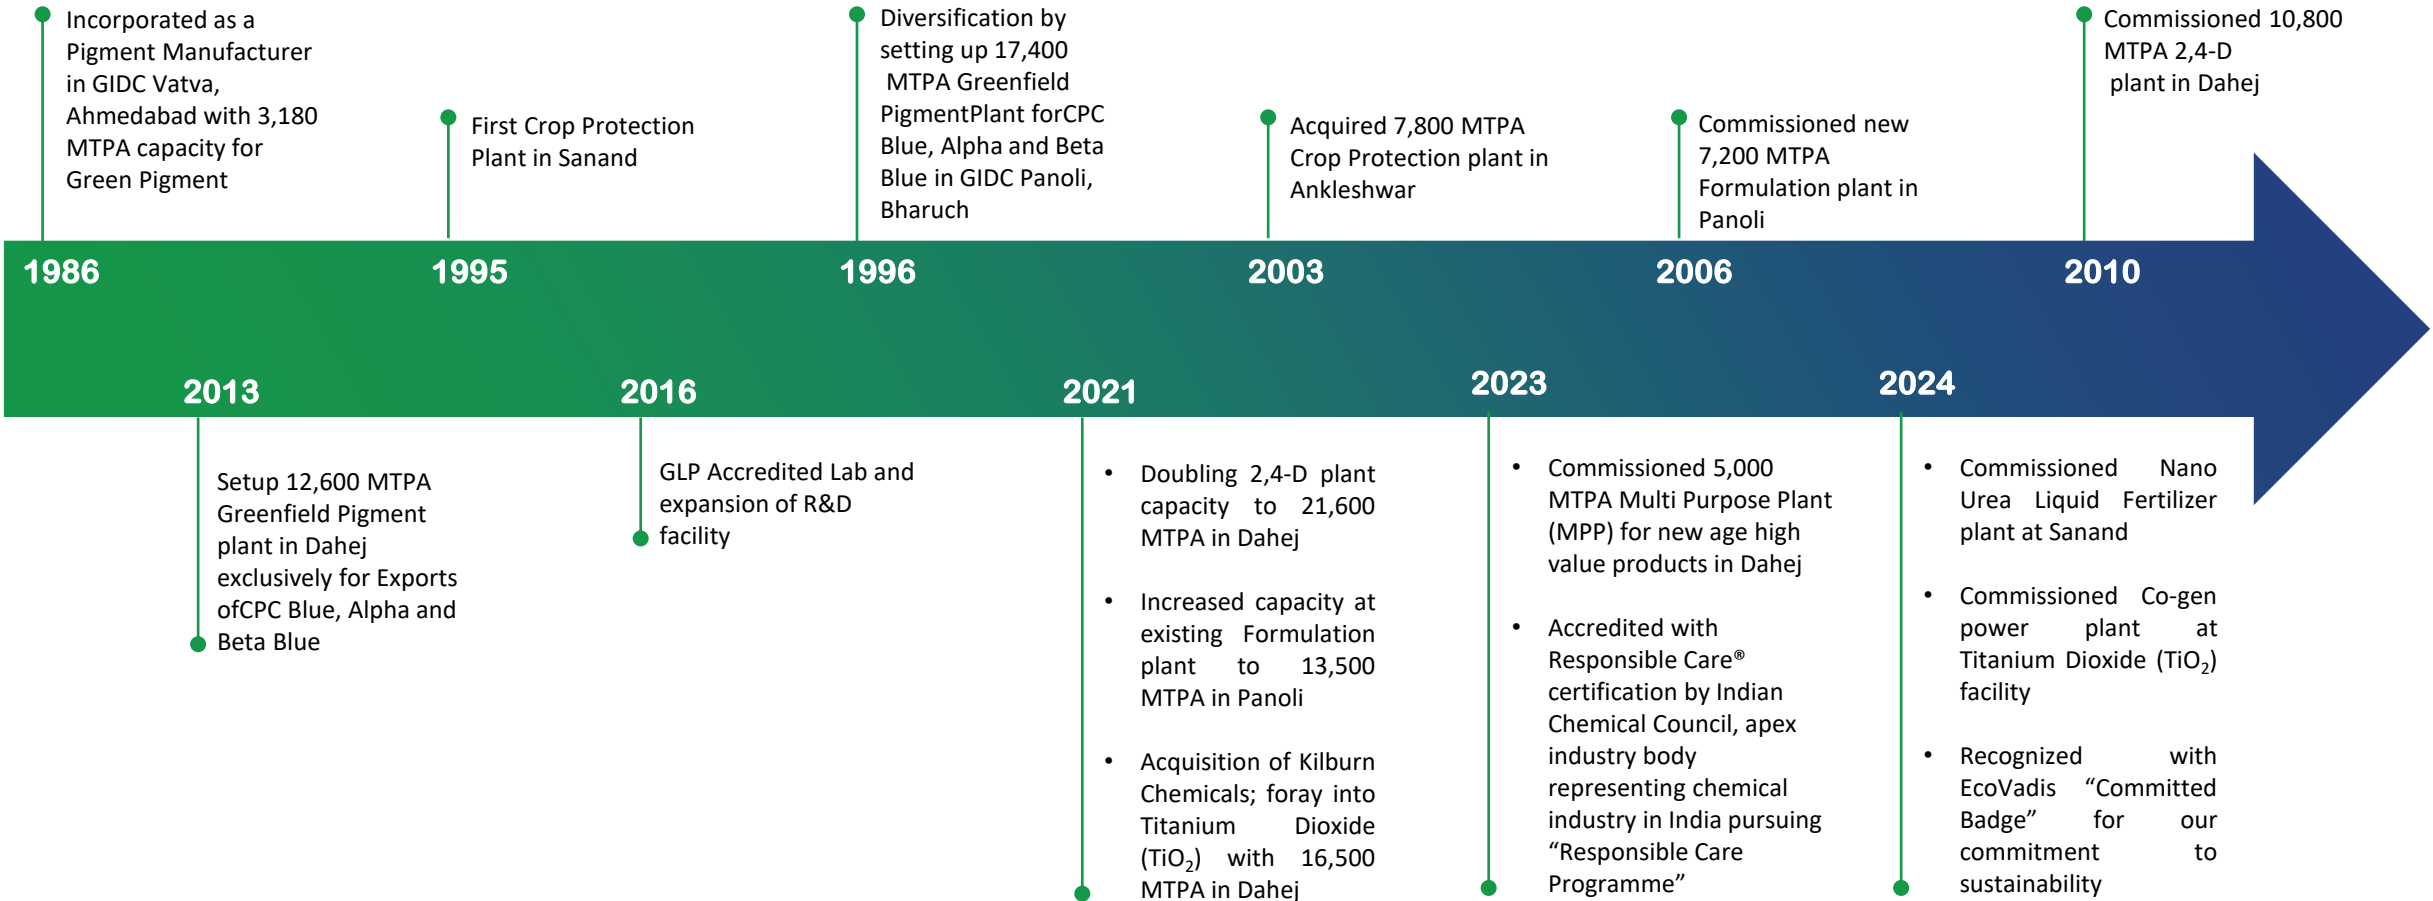 Incorporated as a
Pigment Manufacturer
in GIDC Vatva,
Ahmedabad with 3,180
MTPA capacity for
Green Pigment
First Crop Protection
Plant in Sanand
Diversification by
setting up 17,400
MTPA Greenfield
PigmentPlant forCPC
Blue, Alpha and Beta
Blue in GIDC Panoli,
Bharuch
Acquired 7,800 MTPA
Crop Protection plant in
Ankleshwar
Commissioned new
7,200 MTPA
Formulation plant in
Panoli
Commissioned 10,800
MTPA 2,4-D
plant in Dahej
1986
1995
1996
2003
2006
2010
2013
2016
2021
2023
2024
Setup 12,600 MTPA
Greenfield Pigment
plant in Dahej
exclusively for Exports
ofCPC Blue, Alpha and
Beta Blue
GLP Accredited Lab and
expansion of R&D
facility
• Doubling 2,4-D plant
capacity to 21,600
MTPA in Dahej
• Increased capacity at
existing Formulation
plant to 13,500
MTPA in Panoli
• Acquisition of Kilburn
Chemicals; foray into
Titanium Dioxide
(TiO₂) with 16,500
MTPA in Dahej
• Commissioned 5,000
MTPA Multi Purpose Plant
(MPP) for new age high
value products in Dahej
• Accredited with
Responsible Care®
certification by Indian
Chemical Council, apex
industry body
representing chemical
industry in India pursuing
“Responsible Care
Programme”
• Commissioned Nano
Urea Liquid Fertilizer
plant at Sanand
• Commissioned Co-gen
power plant at
Titanium Dioxide (TiO₂)
facility
• Recognized with
EcoVadis “Committed
Badge” for our
commitment to
sustainability